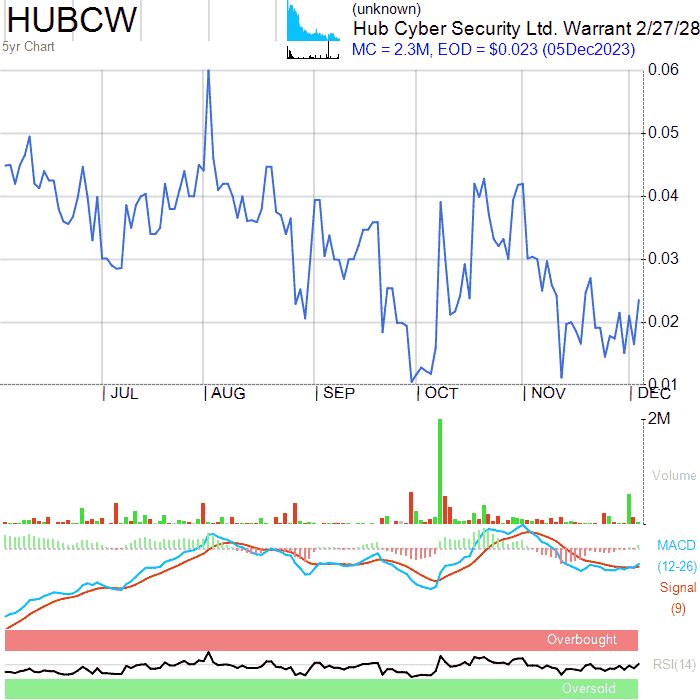 HUBCW
5yr Chart
(unknown)
Hub Cyber Security Ltd. Warrant 2/27/28
MC = 2.3M, EOD = $0.023 (05Dec2023)
0.06
0.05
0.04
0.03
0.02
0.01
JUL AUG SEP OCT NOV DEC
2M
Volume
MACD
(12-26)
Signal
(9)
Overbought
RSI(14)
Oversold